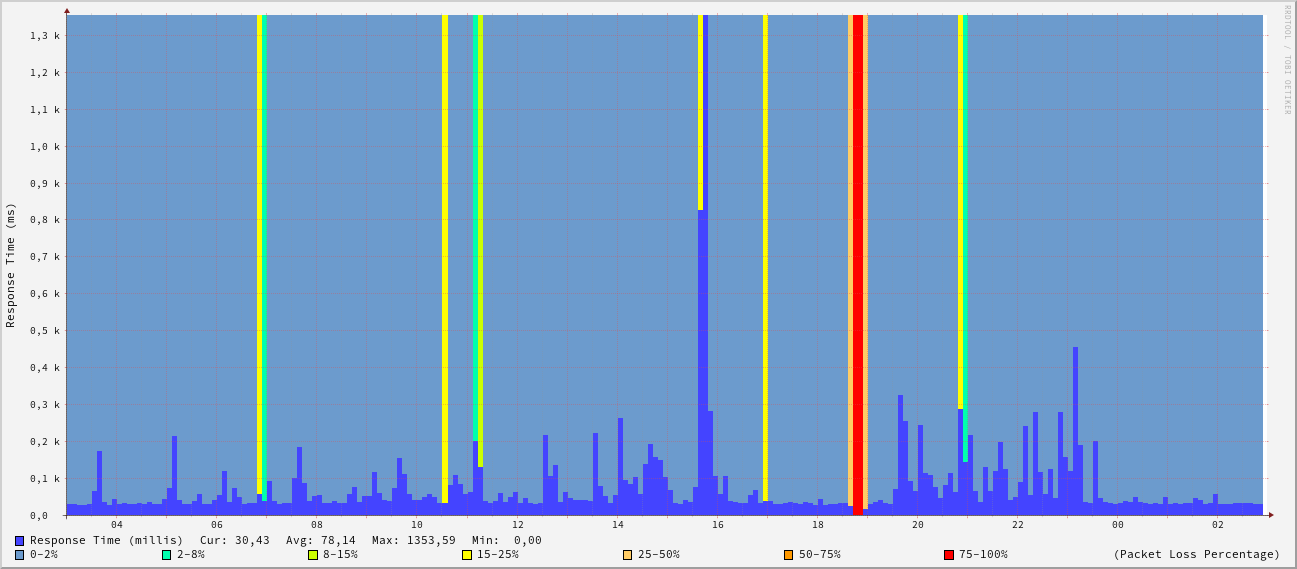 RRDTOOL / TOBI OETIKER
Response Time (ms)
1,3 k
1,2 k
1,1 k
1,0 k
0,9 k
0,8 k
0,7 k
0,6 k
0,5 k
0,4 k
0,3 k
0,2 k
0,1 k
0,0
04 06 08 10 12 14 16 18 20 22 00 02
Response Time (millis) Cur: 30,43 Avg: 78,14 Max: 1353,59 Min: 0,00
0-2% 2-8% 8-15% 15-25% 25-50% 50-75% 75-100% (Packet Loss Percentage)